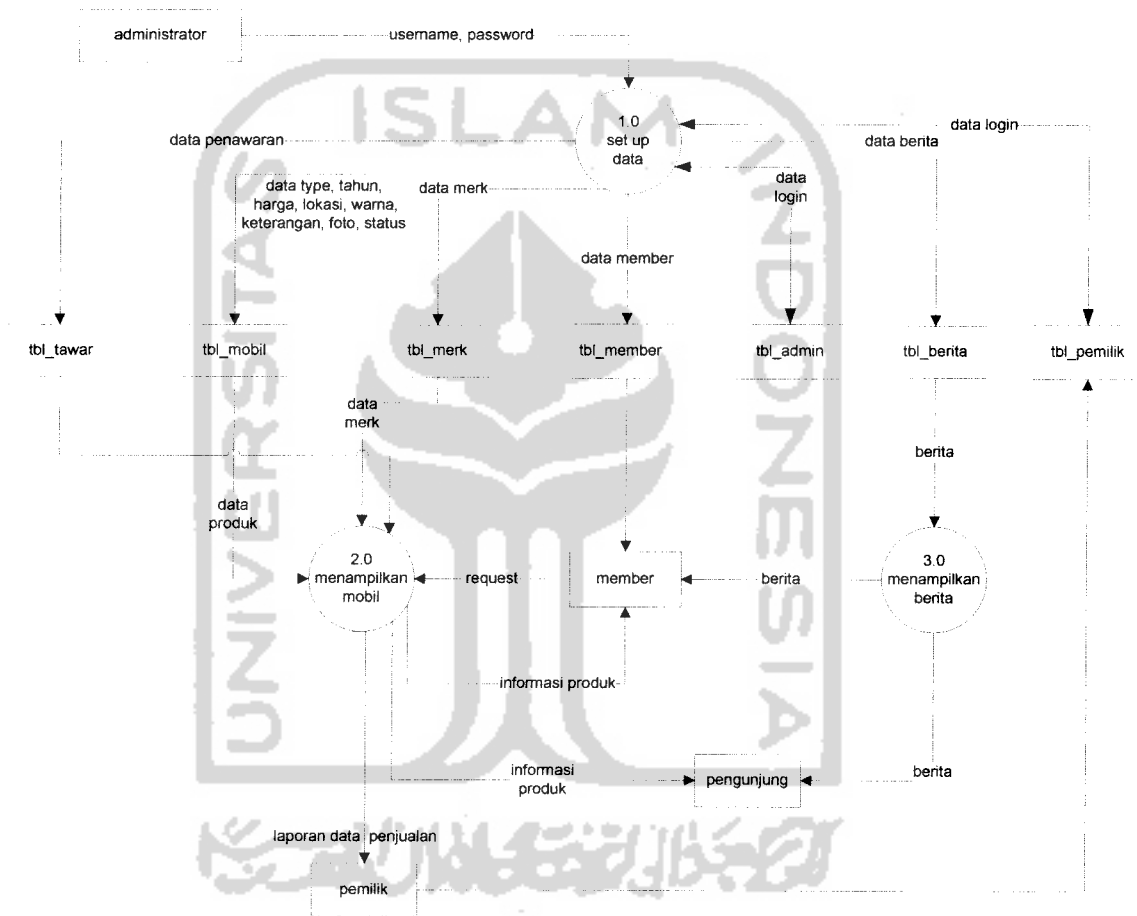 administrator
username, password
ISLAM
UNIVERSITAS
INDONESIA
1.0
set up
data
data penawaran
data login
data berita
data type, tahun,
harga, lokasi, warna,
keterangan, foto, status
data merk
data
login
data member
tbl_tawar
tbl_mobil
tbl_merk
tbl_member
tbl_admin
tbl_berita
tbl_pemilik
data
merk
berita
data
produk
2.0
menampilkan
mobil
request
member
berita
3.0
menampilkan
berita
informasi produk
informasi
produk
pengunjung
berita
laporan data penjualan
pemilik